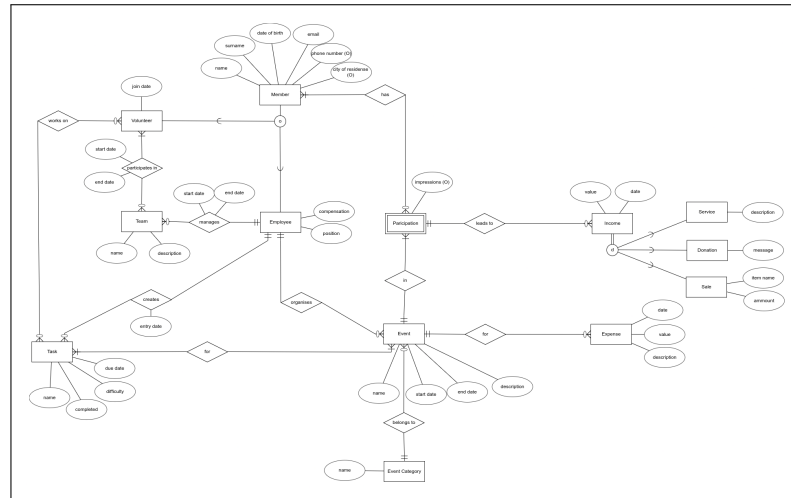 date of birth
email
surname
phone number (O)
name
city of residense
(O)
Member
has
join date
works on
Volunteer
o
start date
participates in
end date
impressions (O)
start date
end date
value
date
Service
description
compensation
Team
manages
Employee
Paricipation
leads to
Income
position
d
Donation
message
name
description
item name
Sale
ammount
in
creates
organises
entry date
date
Event
for
Expense
value
Task
for
due date
description
difficulty
name
completed
name
start date
end date
description
belongs to
name
Event Category